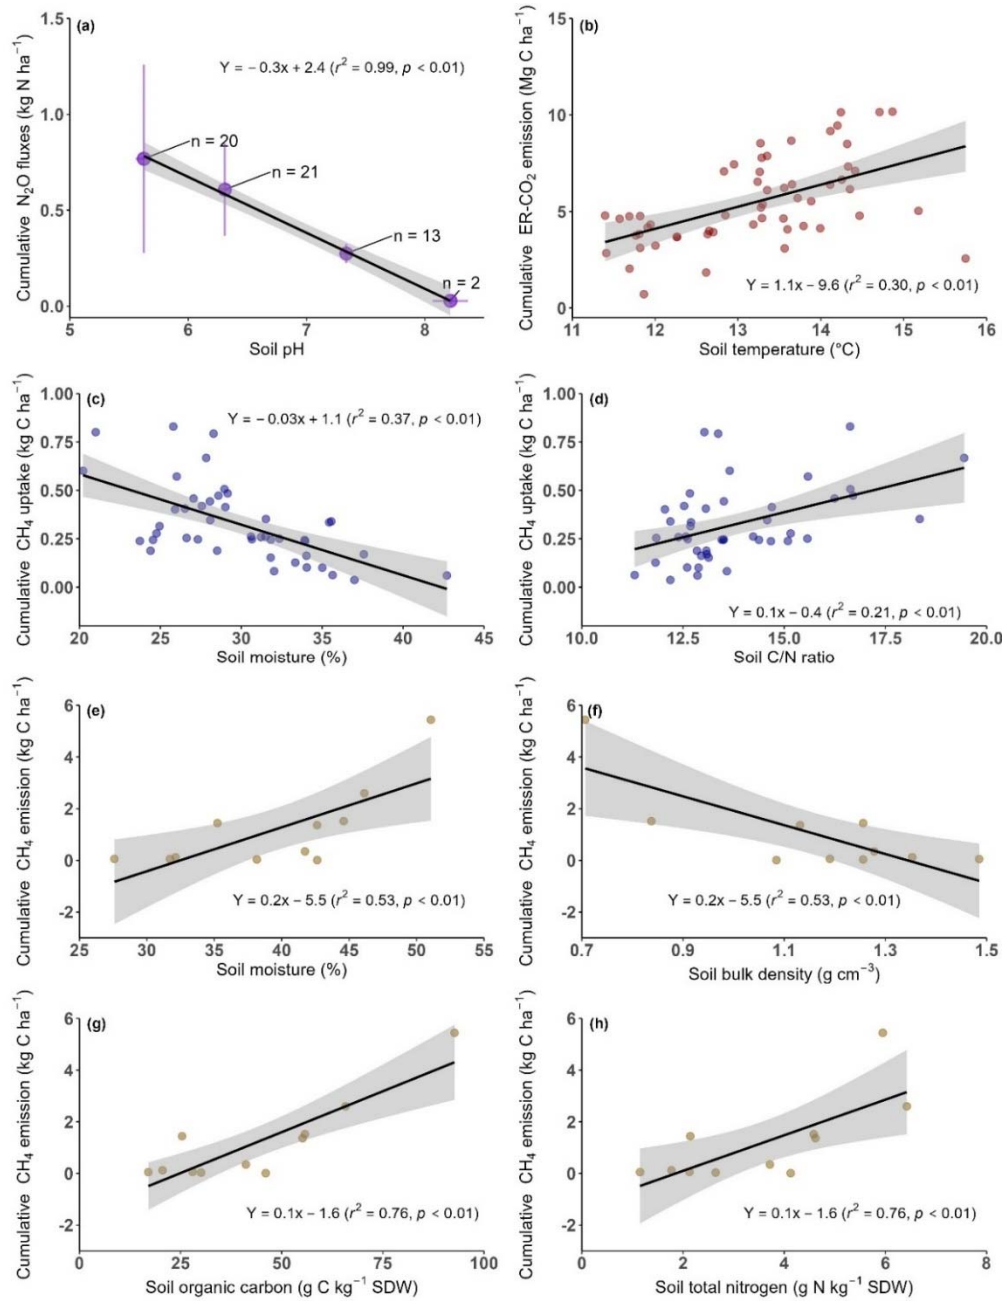 (a)
Y = −0.3x + 2.4 (r² = 0.99, p < 0.01)
n = 20
n = 21
n = 13
n = 2
1.5
1.0
0.5
0.0
5 6 7 8
Soil pH
Cumulative N₂O fluxes (kg N ha⁻¹)
(b)
15
10
5
0
Y = 1.1x − 9.6 (r² = 0.30, p < 0.01)
11 12 13 14 15 16
Soil temperature (°C)
Cumulative ER-CO₂ emission (Mg C ha⁻¹)
(c)
Y = −0.03x + 1.1 (r² = 0.37, p < 0.01)
1.00
0.75
0.50
0.25
0.00
20 25 30 35 40 45
Soil moisture (%)
Cumulative CH₄ uptake (kg C ha⁻¹)
(d)
1.00
0.75
0.50
0.25
0.00
Y = 0.1x − 0.4 (r² = 0.21, p < 0.01)
10.0 12.5 15.0 17.5 20.0
Soil C/N ratio
Cumulative CH₄ uptake (kg C ha⁻¹)
(e)
6
4
2
0
-2
Y = 0.2x − 5.5 (r² = 0.53, p < 0.01)
25 30 35 40 45 50 55
Soil moisture (%)
Cumulative CH₄ emission (kg C ha⁻¹)
(f)
6
4
2
0
-2
Y = 0.2x − 5.5 (r² = 0.53, p < 0.01)
0.7 0.9 1.1 1.3 1.5
Soil bulk density (g cm⁻³)
Cumulative CH₄ emission (kg C ha⁻¹)
(g)
6
4
2
0
-2
Y = 0.1x − 1.6 (r² = 0.76, p < 0.01)
0 25 50 75 100
Soil organic carbon (g C kg⁻¹ SDW)
Cumulative CH₄ emission (kg C ha⁻¹)
(h)
6
4
2
0
-2
Y = 0.1x − 1.6 (r² = 0.76, p < 0.01)
0 2 4 6 8
Soil total nitrogen (g N kg⁻¹ SDW)
Cumulative CH₄ emission (kg C ha⁻¹)